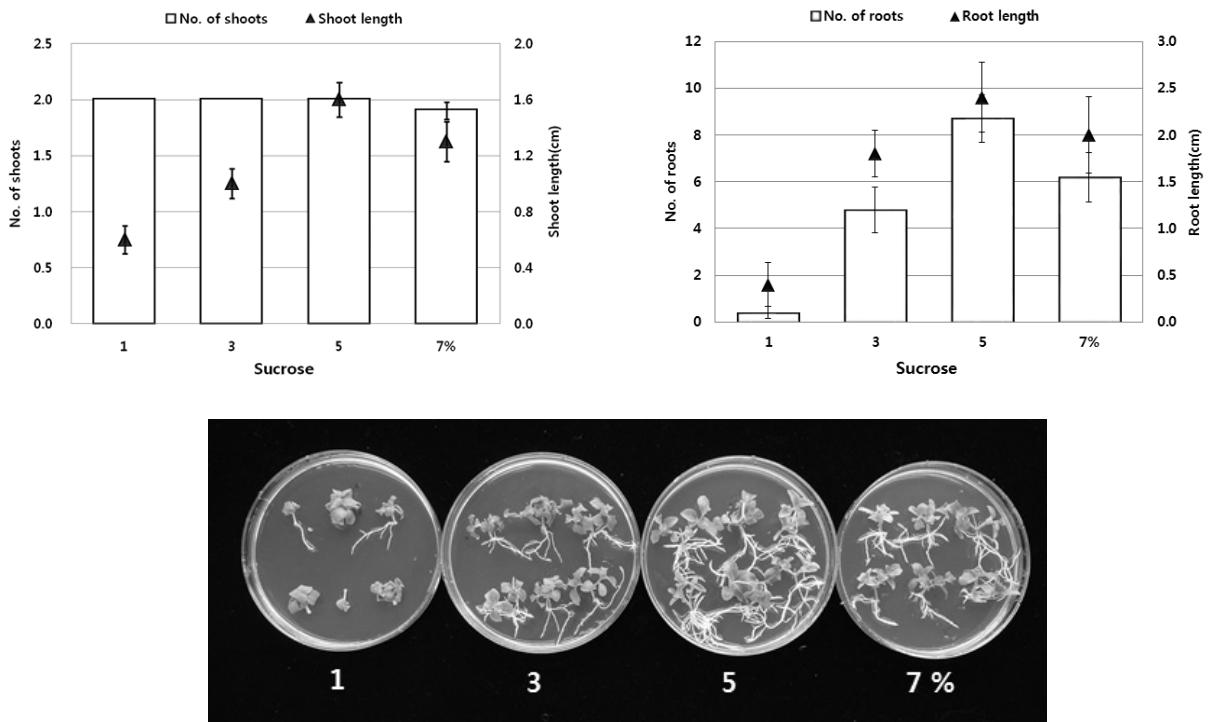 No. of shoots Shoot length
2.5
2.0
1.5
1.0
0.5
0.0
No. of shoots
2.0
1.6
1.2
0.8
0.4
0.0
Shoot length(cm)
1 3 5 7%
Sucrose
No. of roots Root length
12
10
8
6
4
2
0
No. of roots
3.0
2.5
2.0
1.5
1.0
0.5
0.0
Root length(cm)
1 3 5 7%
Sucrose
1 3 5 7 %